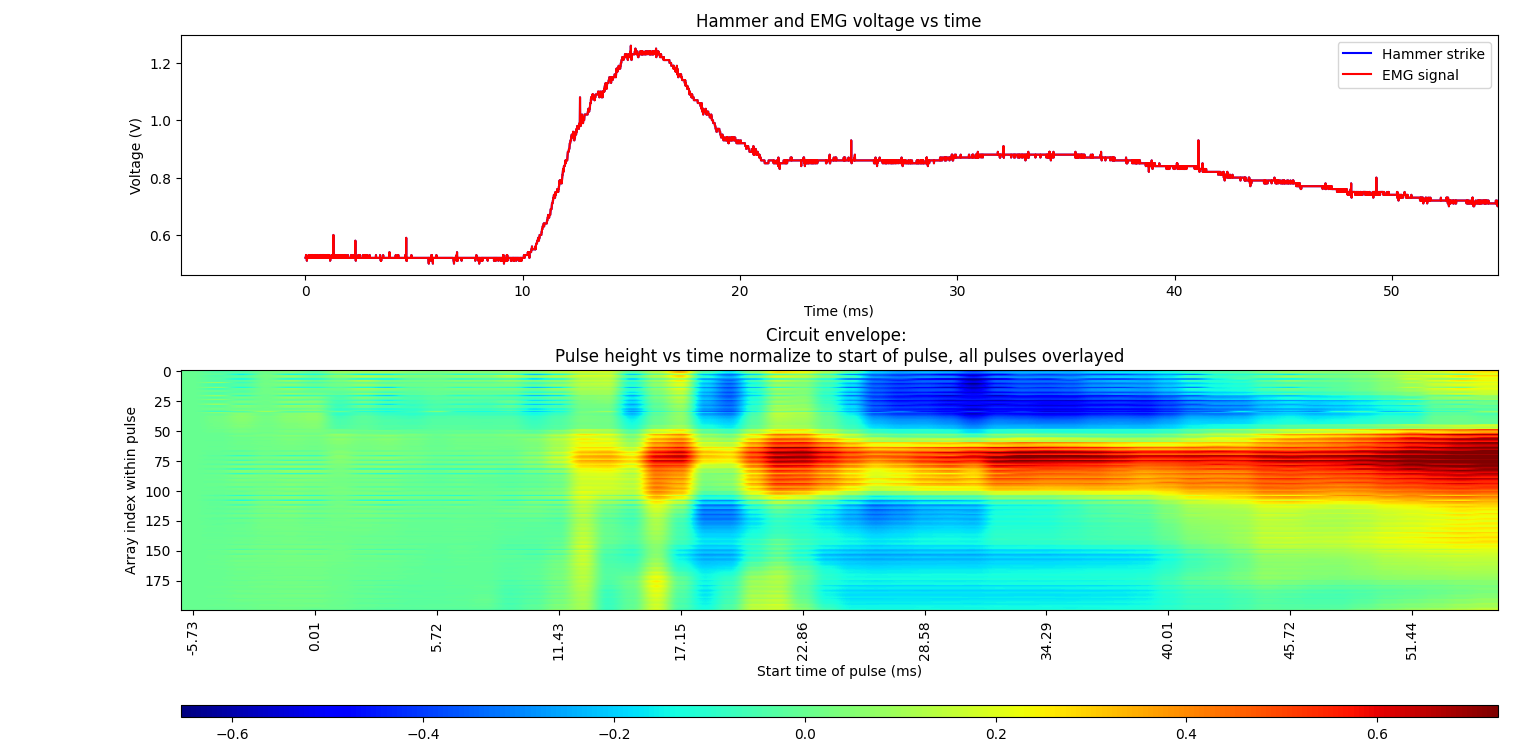 Hammer and EMG voltage vs time
Voltage (V)
1.2
1.0
0.8
0.6
Hammer strike
EMG signal
0 10 20 30 40 50
Time (ms)
Circuit envelope:
Pulse height vs time normalize to start of pulse, all pulses overlayed
Array index within pulse
0
25
50
75
100
125
150
175
-5.73 0.01 5.72 11.43 17.15 22.86 28.58 34.29 40.01 45.72 51.44
Start time of pulse (ms)
−0.6 −0.4 −0.2 0.0 0.2 0.4 0.6